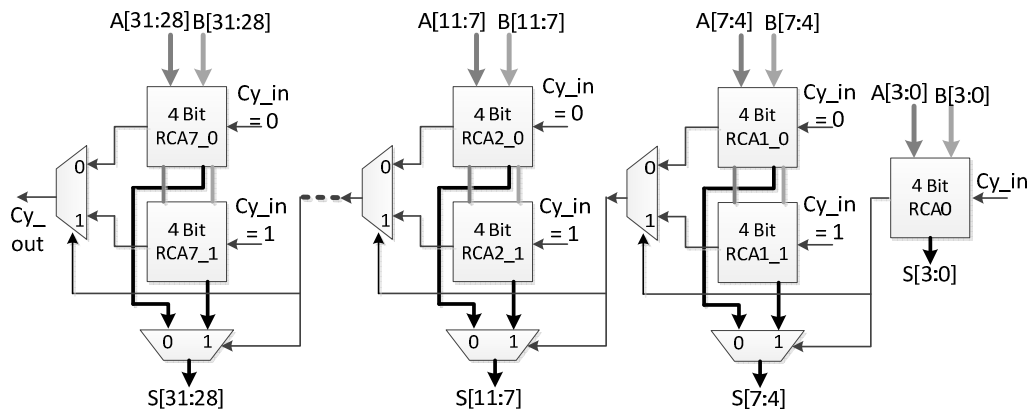 A[31:28] B[31:28]
A[11:7] B[11:7]
A[7:4] B[7:4]
A[3:0] B[3:0]
4 Bit
RCA7_0
Cy_in
= 0
4 Bit
RCA2_0
Cy_in
= 0
4 Bit
RCA1_0
Cy_in
=0
4 Bit
RCA0
Cy_in
0
1
Cy_
out
4 Bit
RCA7_1
Cy_in
= 1
0
1
4 Bit
RCA2_1
Cy_in
= 1
0
1
4 Bit
RCA1_1
Cy_in
=1
S[3:0]
0 1
S[31:28]
0 1
S[11:7]
0 1
S[7:4]